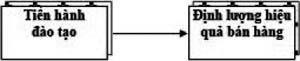 Tiến hành
đào tạo
Định lượng hiệu
quả bán hàng